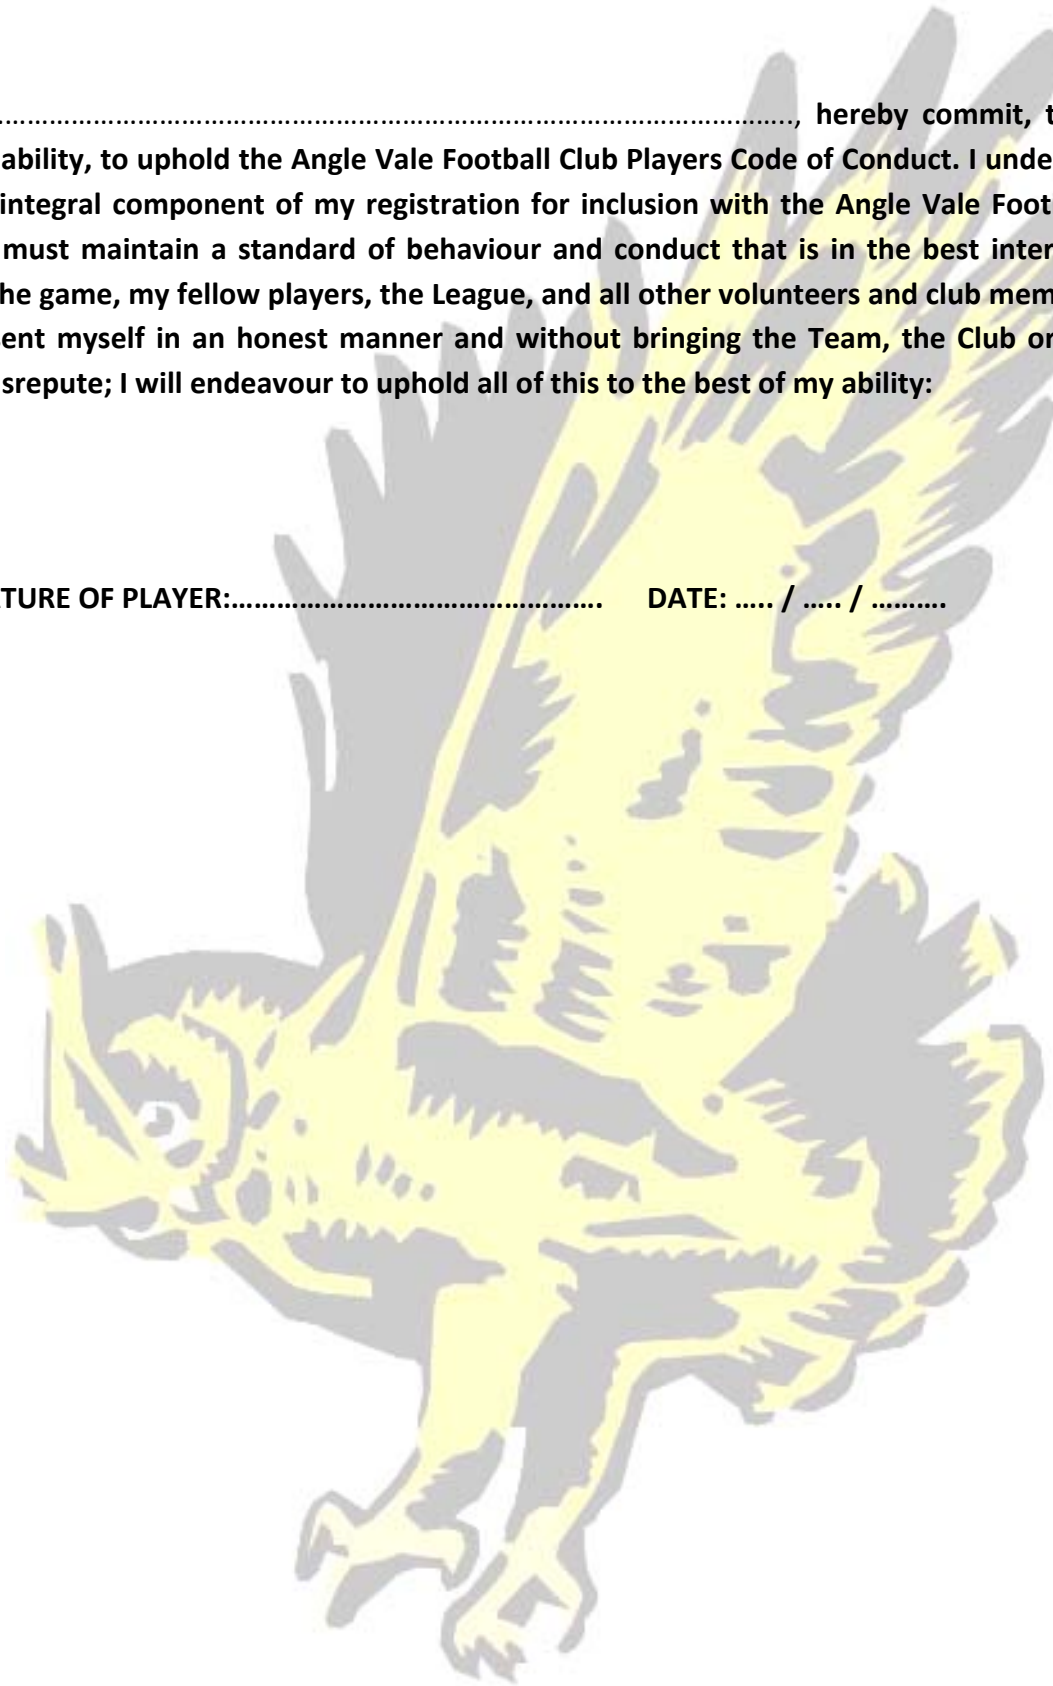 ……………………………………………………………………………………………., hereby commit, t
ability, to uphold the Angle Vale Football Club Players Code of Conduct. I unde
integral component of my registration for inclusion with the Angle Vale Foot
must maintain a standard of behaviour and conduct that is in the best inter
he game, my fellow players, the League, and all other volunteers and club mem
sent myself in an honest manner and without bringing the Team, the Club or
srepute; I will endeavour to uphold all of this to the best of my ability:
TURE OF PLAYER:…………………………………………. DATE: ….. / ….. / ……….